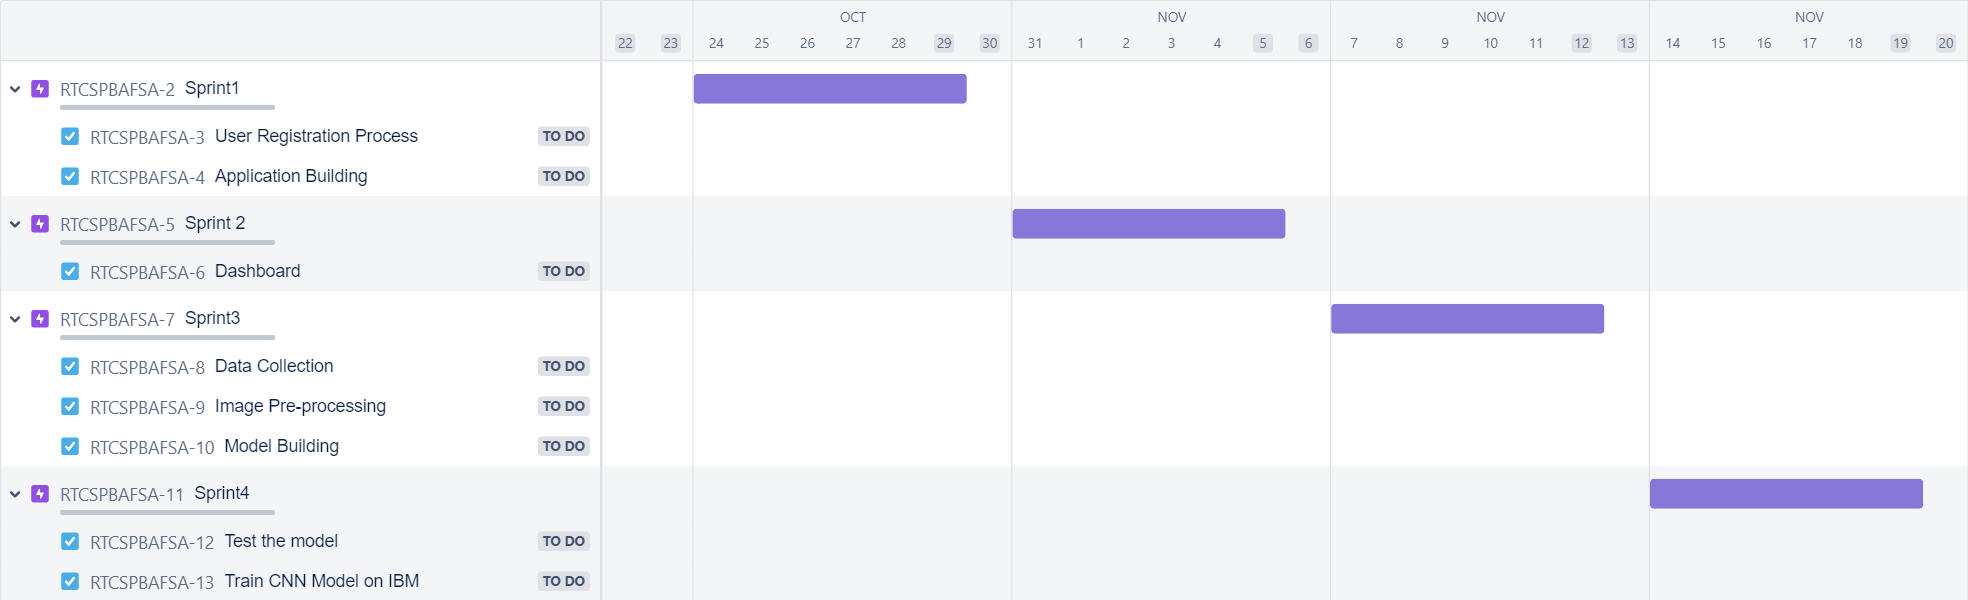 OCT NOV NOV NOV
22 23 24 25 26 27 28 29 30 31 1 2 3 4 5 6 7 8 9 10 11 12 13 14 15 16 17 18 19 20
RTCSPBAFSA-2 Sprint1
RTCSPBAFSA-3 User Registration Process TO DO
RTCSPBAFSA-4 Application Building TO DO
RTCSPBAFSA-5 Sprint 2
RTCSPBAFSA-6 Dashboard TO DO
RTCSPBAFSA-7 Sprint3
RTCSPBAFSA-8 Data Collection TO DO
RTCSPBAFSA-9 Image Pre-processing TO DO
RTCSPBAFSA-10 Model Building TO DO
RTCSPBAFSA-11 Sprint4
RTCSPBAFSA-12 Test the model TO DO
RTCSPBAFSA-13 Train CNN Model on IBM TO DO